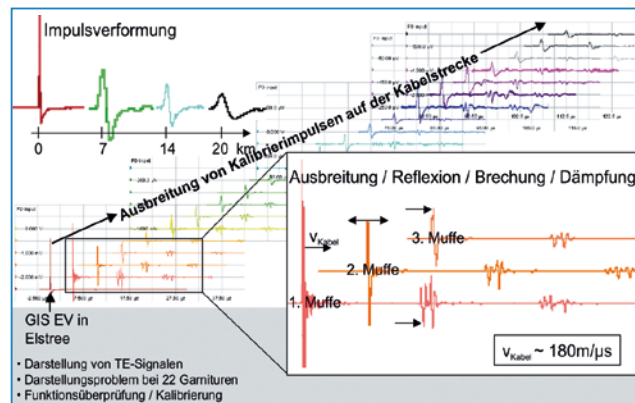 Impulsverformung
0 7 14 20 km
Ausbreitung von Kalibrierimpulsen auf der Kabelstrecke
Ausbreitung / Reflexion / Brechung / Dämpfung
vKabel
3. Muffe
2. Muffe
1. Muffe
vKabel ~ 180m/µs
GIS EV in
Elstree
• Darstellung von TE-Signalen
• Darstellungsproblem bei 22 Garnituren
• Funktionsüberprüfung / Kalibrierung